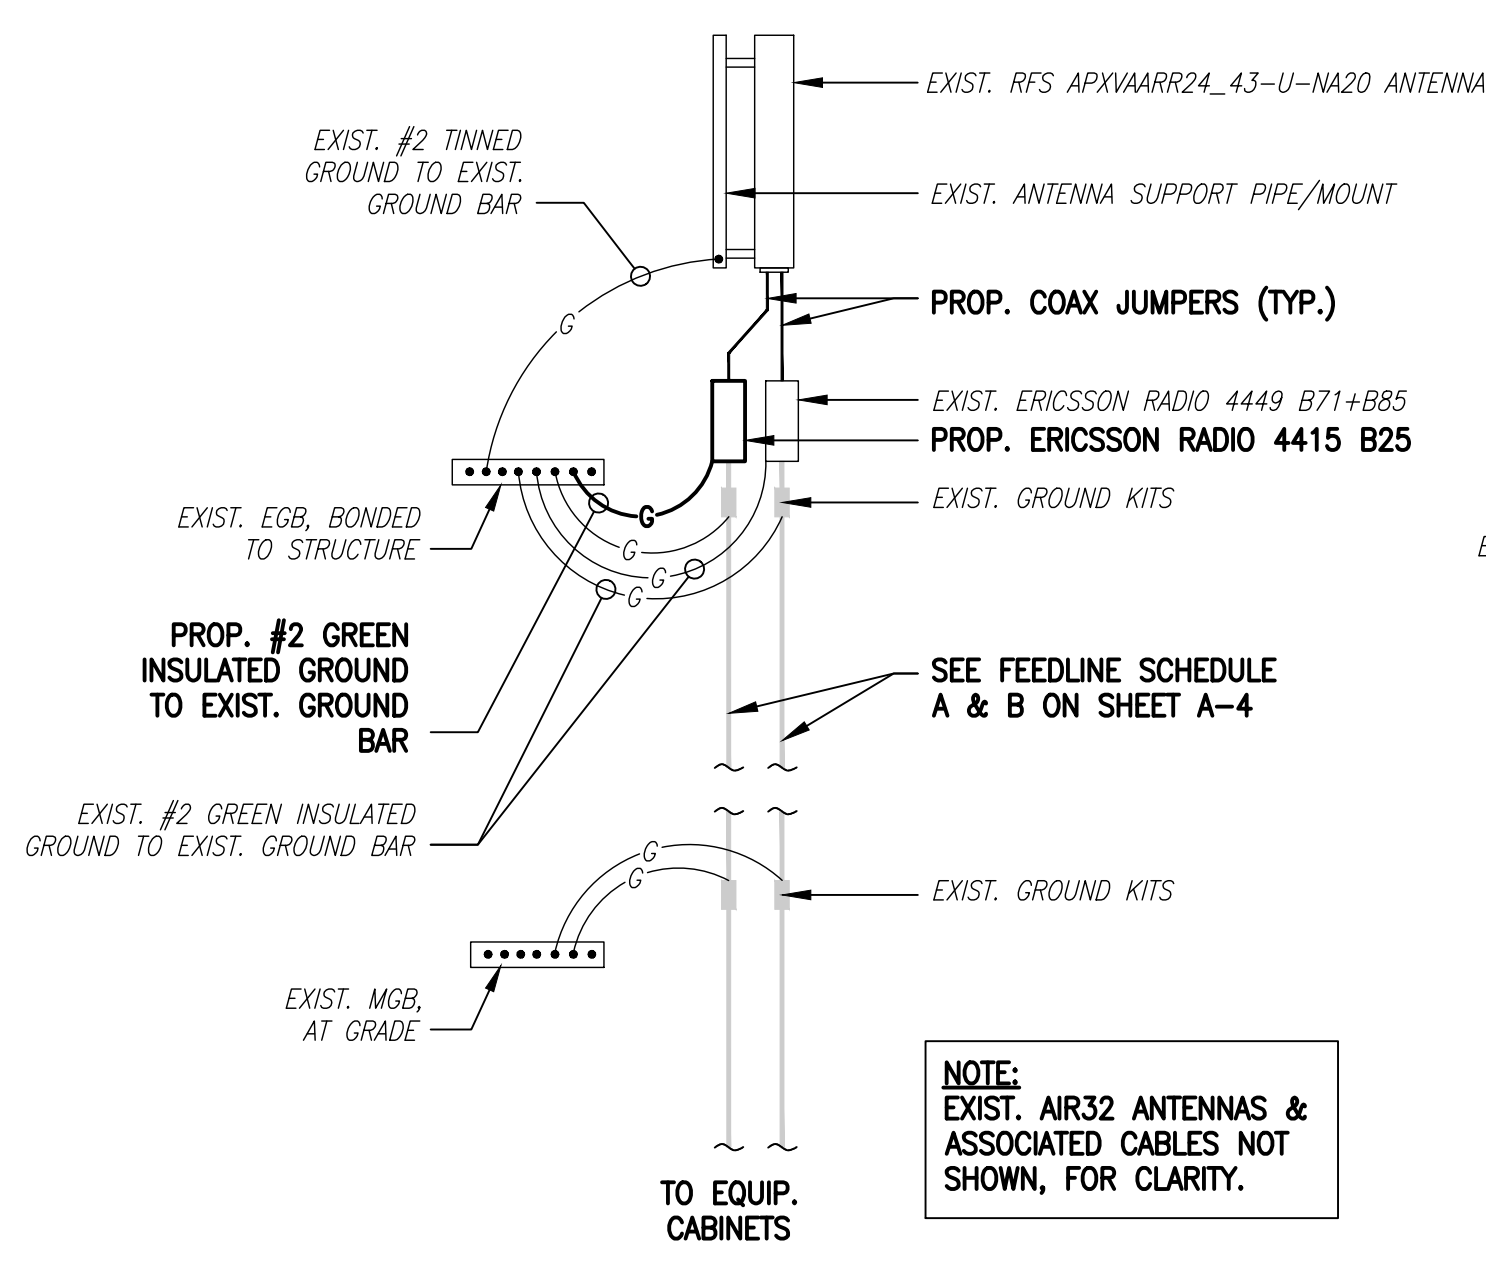 EXIST. RFS APXVAARR24_43-U-NA20 ANTENNA
EXIST. #2 TINNED
GROUND TO EXIST.
GROUND BAR
EXIST. ANTENNA SUPPORT PIPE/MOUNT
PROP. COAX JUMPERS (TYP.)
G
EXIST. ERICSSON RADIO 4449 B71+B85
PROP. ERICSSON RADIO 4415 B25
EXIST. GROUND KITS
EXIST. EGB, BONDED
TO STRUCTURE
G
G
G
G
E
PROP. #2 GREEN
INSULATED GROUND
TO EXIST. GROUND
BAR
SEE FEEDLINE SCHEDULE
A & B ON SHEET A-4
EXIST. #2 GREEN INSULATED
GROUND TO EXIST. GROUND BAR
G
G
EXIST. GROUND KITS
EXIST. MGB,
AT GRADE
NOTE:
EXIST. AIR32 ANTENNAS &
ASSOCIATED CABLES NOT
SHOWN, FOR CLARITY.
TO EQUIP.
CABINETS